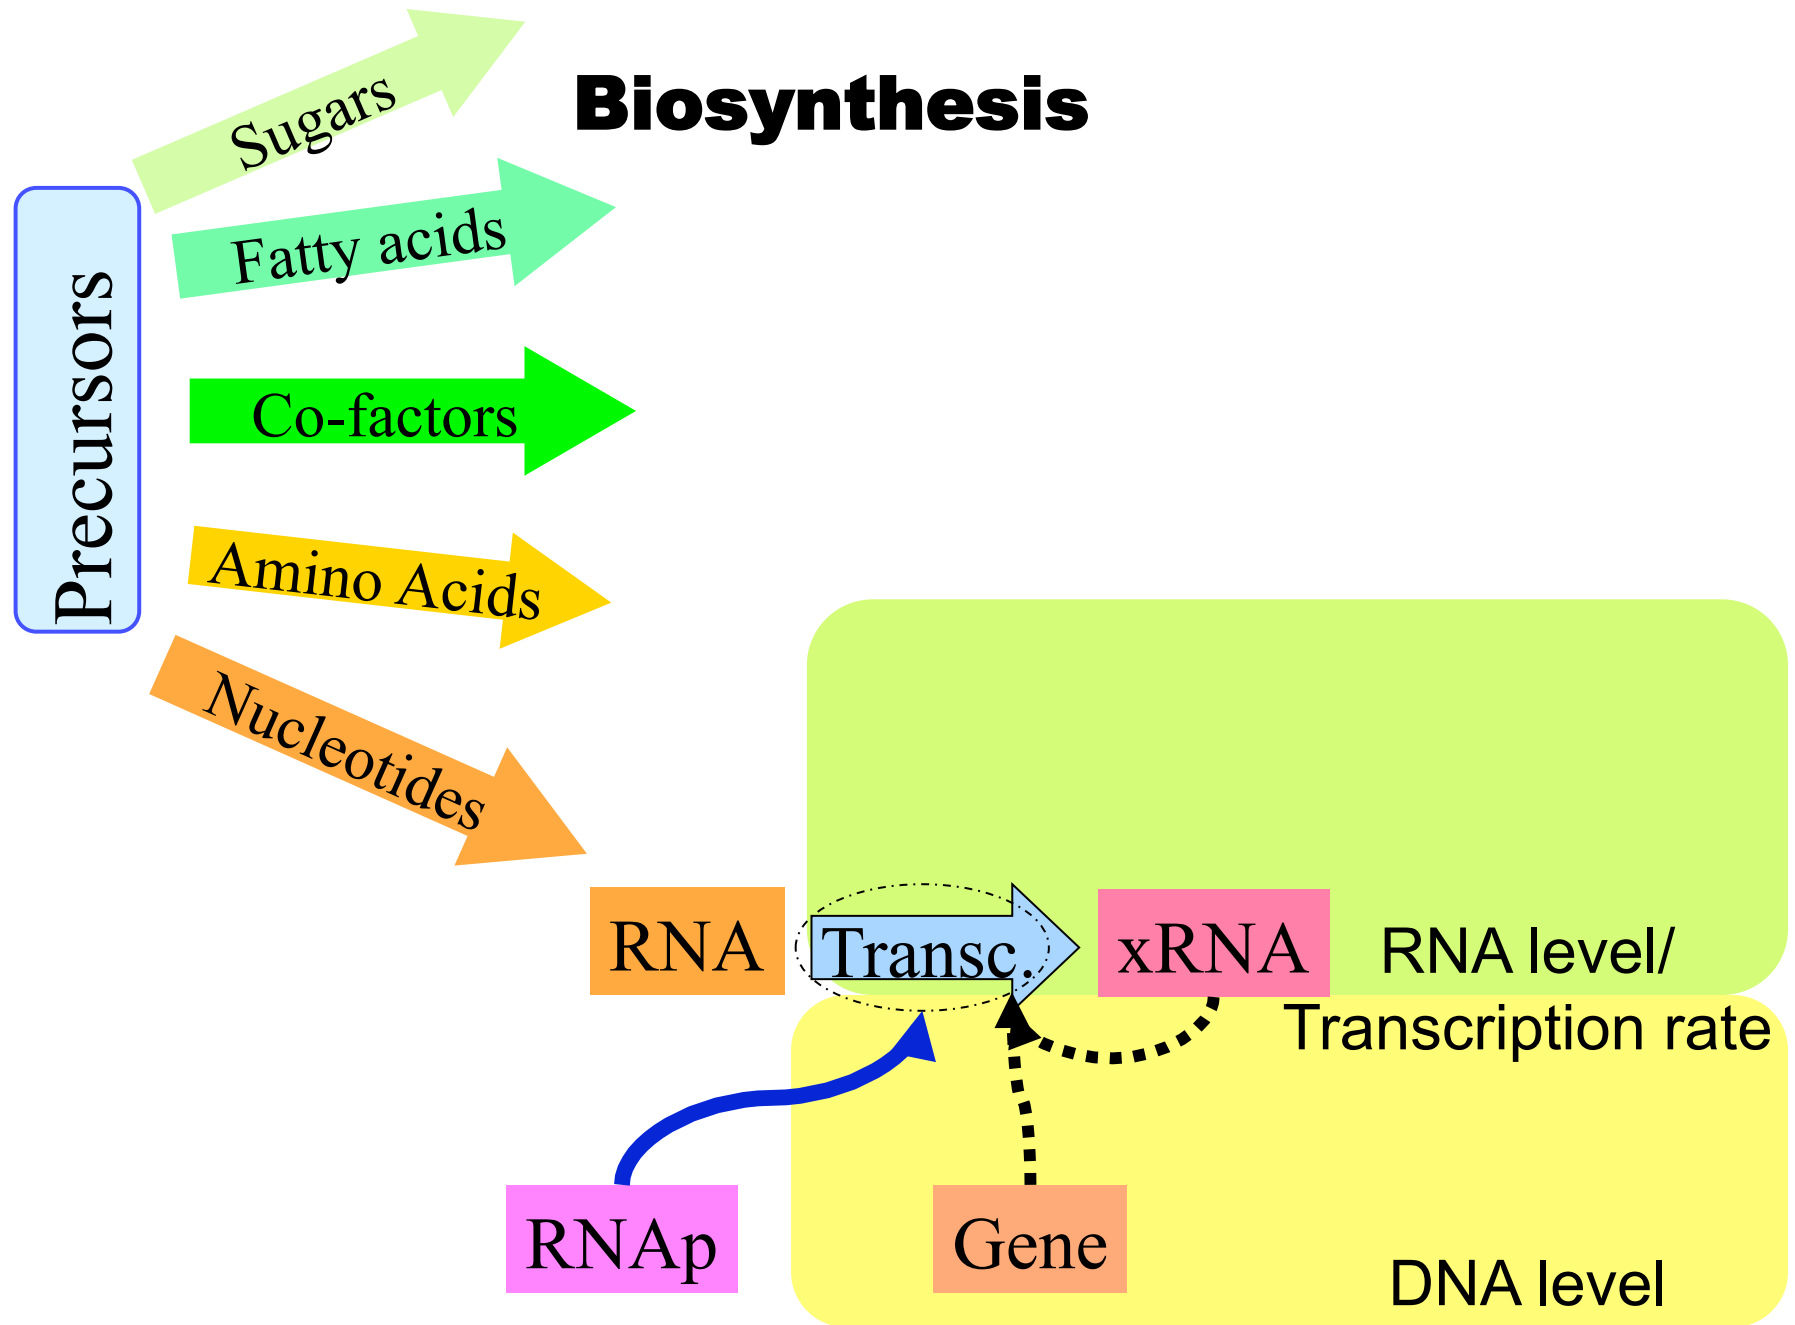 Biosynthesis
Sugars
Fatty acids
Precursors
Co-factors
Amino Acids
Nucleotides
RNA
Transc.
xRNA
RNA level/
Transcription rate
RNAp
Gene
DNA level